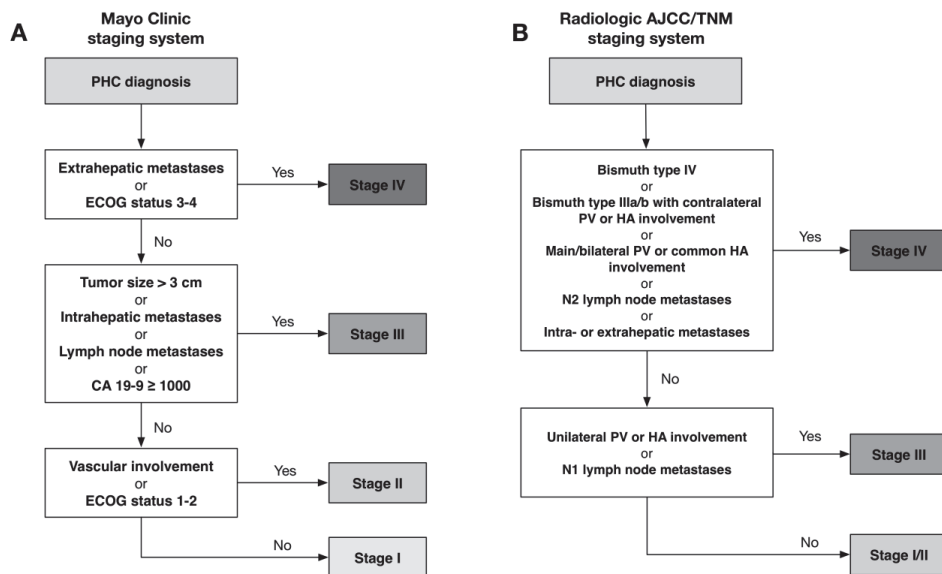 A
Mayo Clinic
staging system
PHC diagnosis
Extrahepatic metastases
or
ECOG status 3-4
Yes
Stage IV
No
Tumor size > 3 cm
or
Intrahepatic metastases
or
Lymph node metastases
or
CA 19-9 ≥ 1000
Yes
Stage III
No
Vascular involvement
or
ECOG status 1-2
Yes
Stage II
No
Stage I
B
Radiologic AJCC/TNM
staging system
PHC diagnosis
Bismuth type IV
or
Bismuth type IIIa/b with contralateral
PV or HA involvement
or
Main/bilateral PV or common HA
involvement
or
N2 lymph node metastases
or
Intra- or extrahepatic metastases
Yes
Stage IV
No
Unilateral PV or HA involvement
or
N1 lymph node metastases
Yes
Stage III
No
Stage I/II